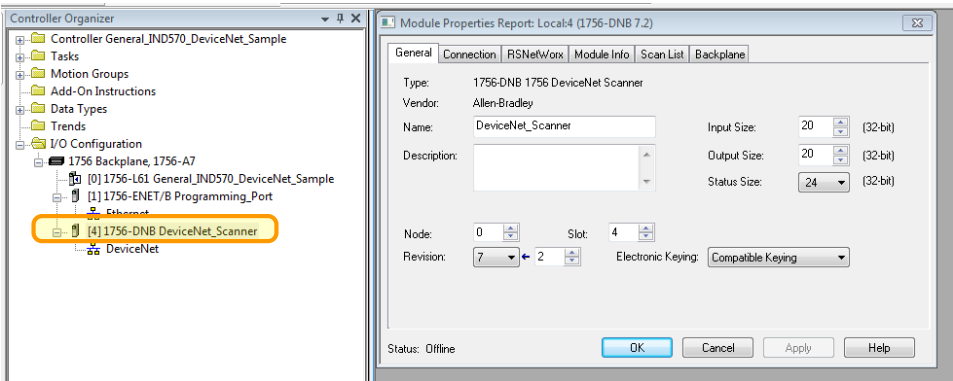 Controller Organizer
Controller General_IND570_DeviceNet_Sample
Tasks
Motion Groups
Add-On Instructions
Data Types
Trends
I/O Configuration
1756 Backplane, 1756-A7
[0] 1756-L61 General_IND570_DeviceNet_Sample
[1] 1756-ENET/B Programming_Port
Ethernet
[4] 1756-DNB DeviceNet_Scanner
DeviceNet
Module Properties Report: Local:4 (1756-DNB 7.2)
General Connection RSNetWorx Module Info Scan List Backplane
Type: 1756-DNB 1756 DeviceNet Scanner
Vendor: Allen-Bradley
Name: DeviceNet_Scanner Input Size: 20 (32-bit)
Description: Output Size: 20 (32-bit)
Status Size: 24 (32-bit)
Node: 0 Slot: 4
Revision: 7 2 Electronic Keying: Compatible Keying
Status: Offline OK Cancel Apply Help